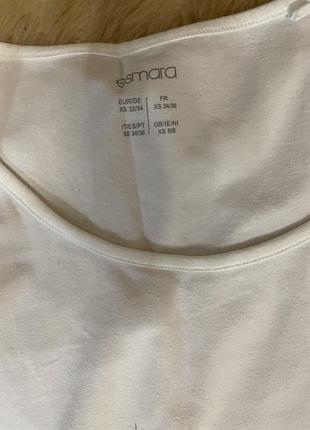 esmara
EUR/DE FR
XS 32/34 XS 34/36
IT/ES/PT GB/IE/NI
XS 34/36 XS 6/8